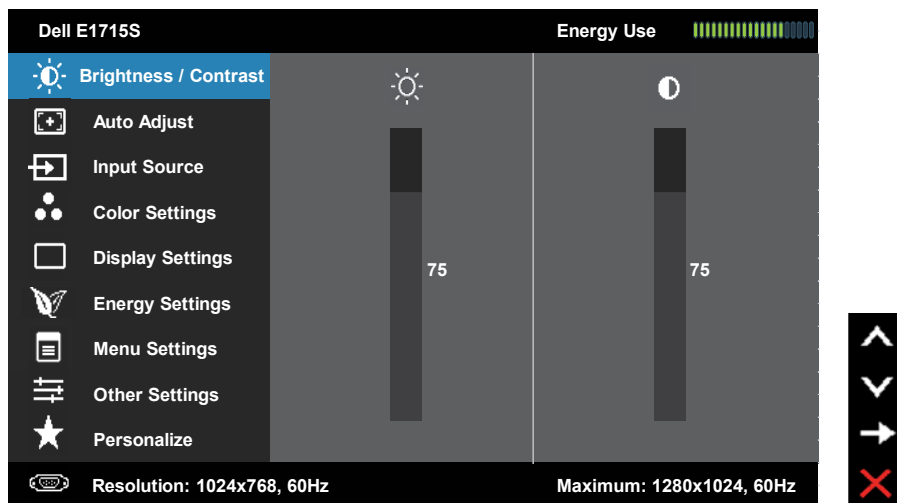 Dell E1715S
Energy Use
Brightness / Contrast
Auto Adjust
Input Source
Color Settings
Display Settings
Energy Settings
Menu Settings
Other Settings
Personalize
75
75
Resolution: 1024x768, 60Hz
Maximum: 1280x1024, 60Hz